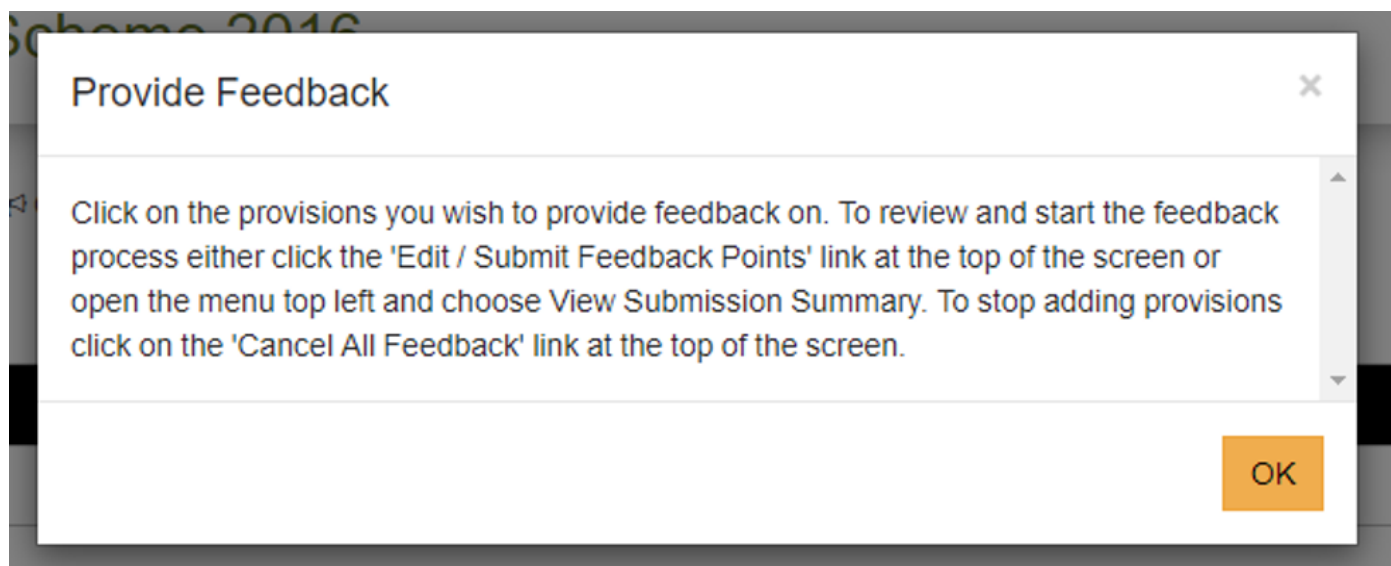 Scheme 2016
Provide Feedback
×
Click on the provisions you wish to provide feedback on. To review and start the feedback
process either click the 'Edit / Submit Feedback Points' link at the top of the screen or
open the menu top left and choose View Submission Summary. To stop adding provisions
click on the 'Cancel All Feedback' link at the top of the screen.
OK